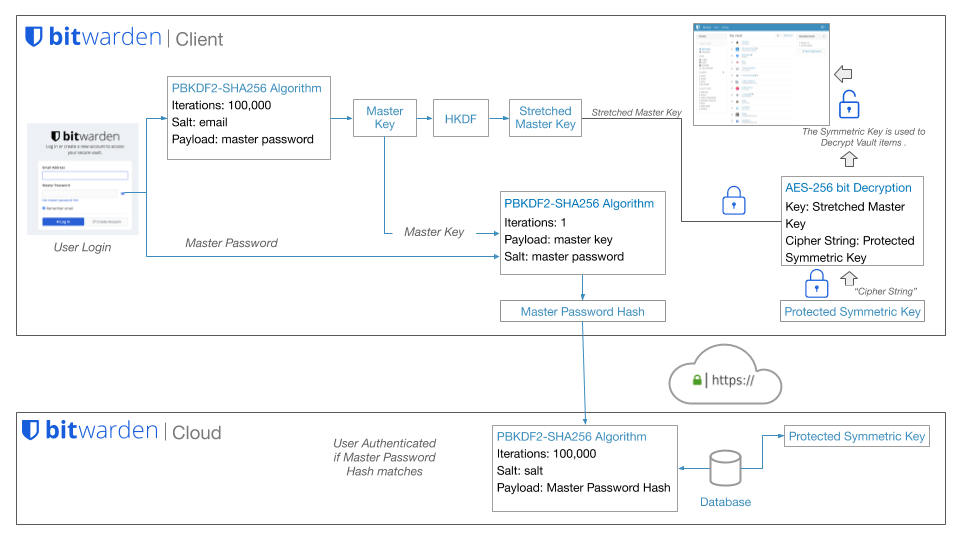 bitwarden | Client
PBKDF2-SHA256 Algorithm
Iterations: 100,000
Salt: email
Payload: master password
Master
Key
HKDF
Stretched
Master Key
Stretched Master Key
The Symmetric Key is used to
Decrypt Vault items .
bitwarden
Log in or create a new account to access
your secure vault.
Email Address
Master Password
Get master password hint
Remember email
Log In
Create Account
User Login
Master Password
Master Key
PBKDF2-SHA256 Algorithm
Iterations: 1
Payload: master key
Salt: master password
AES-256 bit Decryption
Key: Stretched Master
Key
Cipher String: Protected
Symmetric Key
“Cipher String”
Protected Symmetric Key
Master Password Hash
https://
bitwarden | Cloud
User Authenticated
if Master Password
Hash matches
PBKDF2-SHA256 Algorithm
Iterations: 100,000
Salt: salt
Payload: Master Password Hash
Database
Protected Symmetric Key